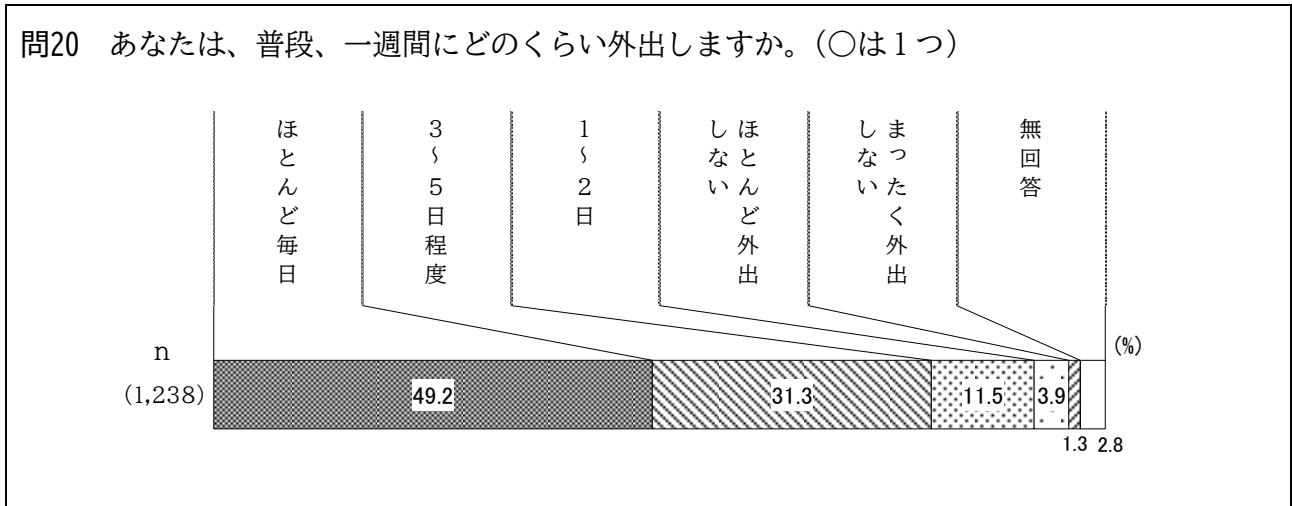 問20　あなたは、普段、一週間にどのくらい外出しますか。（○は１つ）
ほとんど毎日
３～５日程度
１～２日
ほとんど外出
しない
まったく外出
しない
無回答
(%)
n
(1,238)
49.2
31.3
11.5
3.9
1.3
2.8